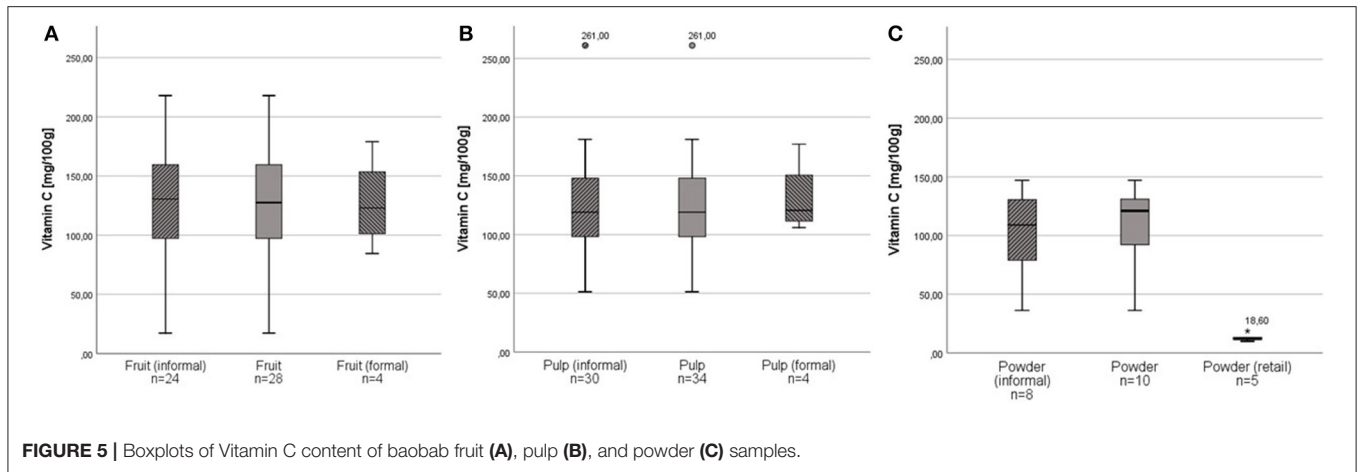 A
Vitamin C [mg/100g]
250,00
200,00
150,00
100,00
50,00
,00
Fruit (informal)
n=24
Fruit
n=28
Fruit (formal)
n=4
B
Vitamin C [mg/100g]
250,00
200,00
150,00
100,00
50,00
,00
261,00
261,00
Pulp (informal)
n=30
Pulp
n=34
Pulp (formal)
n=4
C
Vitamin C [mg/100g]
250,00
200,00
150,00
100,00
50,00
,00
18,60
*
Powder
(informal)
n=8
Powder
n=10
Powder (retail)
n=5
FIGURE 5 | Boxplots of Vitamin C content of baobab fruit (A), pulp (B), and powder (C) samples.